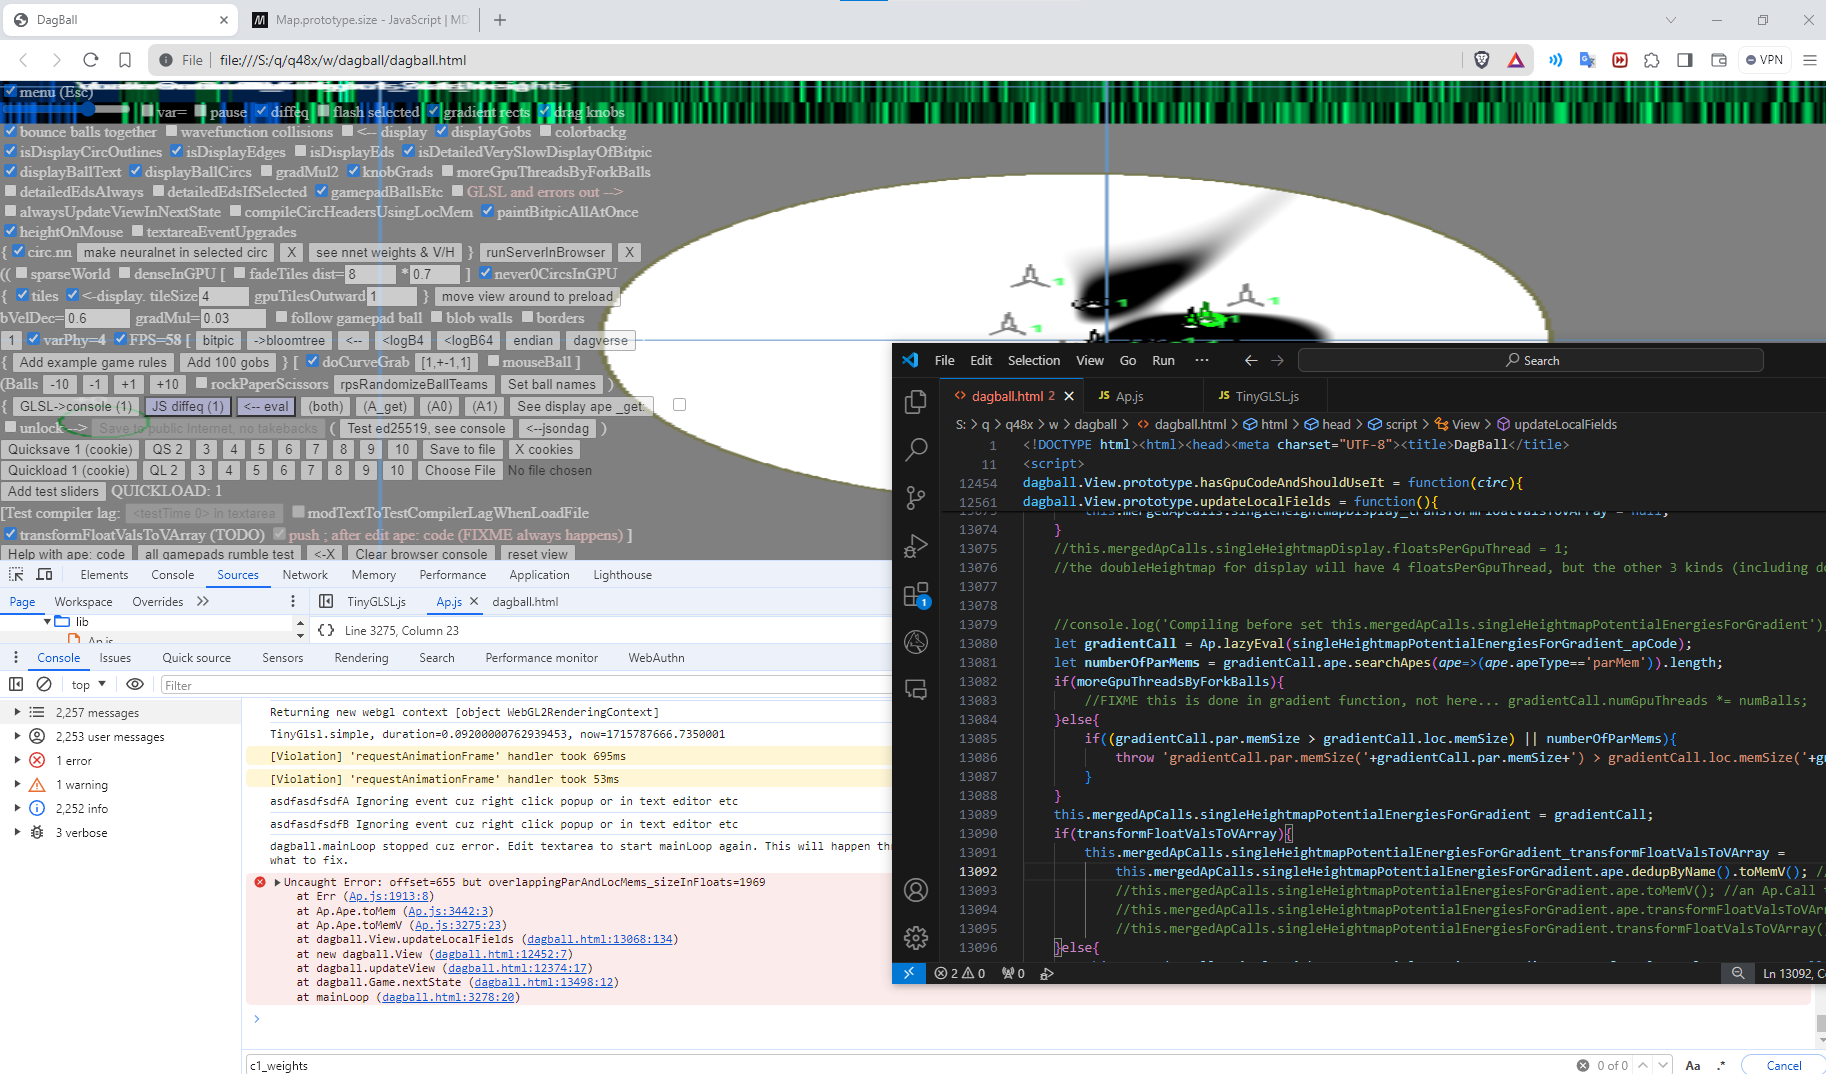 DagBall
Map.prototype.size - JavaScript | MD
File
file:///S:/q/q48x/w/dagball/dagball.html
VPN
menu (Esc)
var= pause diffeq flash selected gradient rects drag knobs
bounce balls together wavefunction collisions <-- display displayGobs colorbackg
isDisplayCircOutlines isDisplayEdges isDisplayEds isDetailedVerySlowDisplayOfBitpic
displayBallText displayBallCircs gradMul2 knobGrads moreGpuThreadsByForkBalls
detailedEdsAlways detailedEdsIfSelected gamepadBallsEtc GLSL and errors out -->
alwaysUpdateViewInNextState compileCircHeadersUsingLocMem paintBitpicAllAtOnce
heightOnMouse textareaEventUpgrades
{ circ.nn make neuralnet in selected circ X see nnet weights & V/H } runServerInBrowser X
(( sparseWorld denseInGPU [ fadeTiles dist= 8 * 0.7 ] never0CircsInGPU
{ tiles <-display. tileSize 4 gpuTilesOutward 1 } move view around to preload
bVelDec= 0.6 gradMul= 0.03 follow gamepad ball blob walls borders
1 varPhy=4 FPS=58 [ bitpic ->bloomtree <-- <logB4 <logB64 endian dagverse
{ Add example game rules Add 100 gobs } [ doCurveGrab [1,+-1,1] mouseBall ]
(Balls -10 -1 +1 +10 rockPaperScissors rpsRandomizeBallTeams Set ball names )
{ GLSL->console (1) JS diffeq (1) <-- eval (both) (A_get) (A0) (A1) See display ape _get.
unlock --> Save to public Internet, no takebacks ( Test ed25519, see console <--jsondag )
Quicksave 1 (cookie) QS 2 3 4 5 6 7 8 9 10 Save to file X cookies
Quickload 1 (cookie) QL 2 3 4 5 6 7 8 9 10 Choose File No file chosen
Add test sliders QUICKLOAD: 1
[Test compiler lag: <testTime 0> in textarea modTextToTestCompilerLagWhenLoadFile
transformFloatValsToVArray (TODO) push ; after edit ape: code (FIXME always happens) ]
Help with ape: code all gamepads rumble test <-X Clear browser console reset view
Elements Console Sources Network Memory Performance Application Lighthouse
Page Workspace Overrides TinyGLSL.js Ap.js dagball.html
lib
Ap.js
{} Line 3275, Column 23
Console Issues Quick source Sensors Rendering Search Performance monitor WebAuthn
top Filter
2,257 messages
2,253 user messages
1 error
1 warning
2,252 info
3 verbose
Returning new webgl context [object WebGL2RenderingContext]
TinyGlsl.simple, duration=0.09200000762939453, now=1715787666.7350001
[Violation] 'requestAnimationFrame' handler took 695ms
[Violation] 'requestAnimationFrame' handler took 53ms
asdfasdfsdfA Ignoring event cuz right click popup or in text editor etc
asdfasdfsdfB Ignoring event cuz right click popup or in text editor etc
dagball.mainLoop stopped cuz error. Edit textarea to start mainLoop again. This will happen th
what to fix.
Uncaught Error: offset=655 but overlappingParAndLocMems_sizeInFloats=1969
at Err (Ap.js:1913:8)
at Ap.Ape.toMem (Ap.js:3442:3)
at Ap.Ape.toMemV (Ap.js:3275:23)
at dagball.View.updateLocalFields (dagball.html:13068:134)
at new dagball.View (dagball.html:12452:7)
at dagball.updateView (dagball.html:12374:17)
at dagball.Game.nextState (dagball.html:13498:12)
at mainLoop (dagball.html:3278:20)
>
c1_weights
0 of 0 Aa .* Cancel
File Edit Selection View Go Run ··· Search
dagball.html 2 JS Ap.js JS TinyGLSL.js
S: > q > q48x > w > dagball > dagball.html > html > head > script > View > updateLocalFields
1 <!DOCTYPE html><html><head><meta charset="UTF-8"><title>DagBall</title>
11 <script>
12454 dagball.View.prototype.hasGpuCodeAndShouldUseIt = function(circ){
12561 dagball.View.prototype.updateLocalFields = function(){
13073 this.mergedApCalls.singleHeightmapDisplay_transformFloatValsToVArray = null;
13074 }
13075 //this.mergedApCalls.singleHeightmapDisplay.floatsPerGpuThread = 1;
13076 //the doubleHeightmap for display will have 4 floatsPerGpuThread, but the other 3 kinds (including d
13077
13078
13079 //console.log('Compiling before set this.mergedApCalls.singleHeightmapPotentialEnergiesForGradient')
13080 let gradientCall = Ap.lazyEval(singleHeightmapPotentialEnergiesForGradient_apCode);
13081 let numberOfParMems = gradientCall.ape.searchApes(ape=>(ape.apeType=='parMem')).length;
13082 if(moreGpuThreadsByForkBalls){
13083 //FIXME this is done in gradient function, not here... gradientCall.numGpuThreads *= numBalls;
13084 }else{
13085 if((gradientCall.par.memSize > gradientCall.loc.memSize) || numberOfParMems){
13086 throw 'gradientCall.par.memSize('+gradientCall.par.memSize+') > gradientCall.loc.memSize('+g
13087 }
13088 }
13089 this.mergedApCalls.singleHeightmapPotentialEnergiesForGradient = gradientCall;
13090 if(transformFloatValsToVArray){
13091 this.mergedApCalls.singleHeightmapPotentialEnergiesForGradient_transformFloatValsToVArray =
13092 this.mergedApCalls.singleHeightmapPotentialEnergiesForGradient.ape.dedupByName().toMemV(); //
13093 //this.mergedApCalls.singleHeightmapPotentialEnergiesForGradient.ape.toMemV(); //an Ap.Call
13094 //this.mergedApCalls.singleHeightmapPotentialEnergiesForGradient.ape.transformFloatValsToVAr
13095 //this.mergedApCalls.singleHeightmapPotentialEnergiesForGradient.transformFloatValsToVArray(
13096 }else{
2 0 0 Ln 13092, C